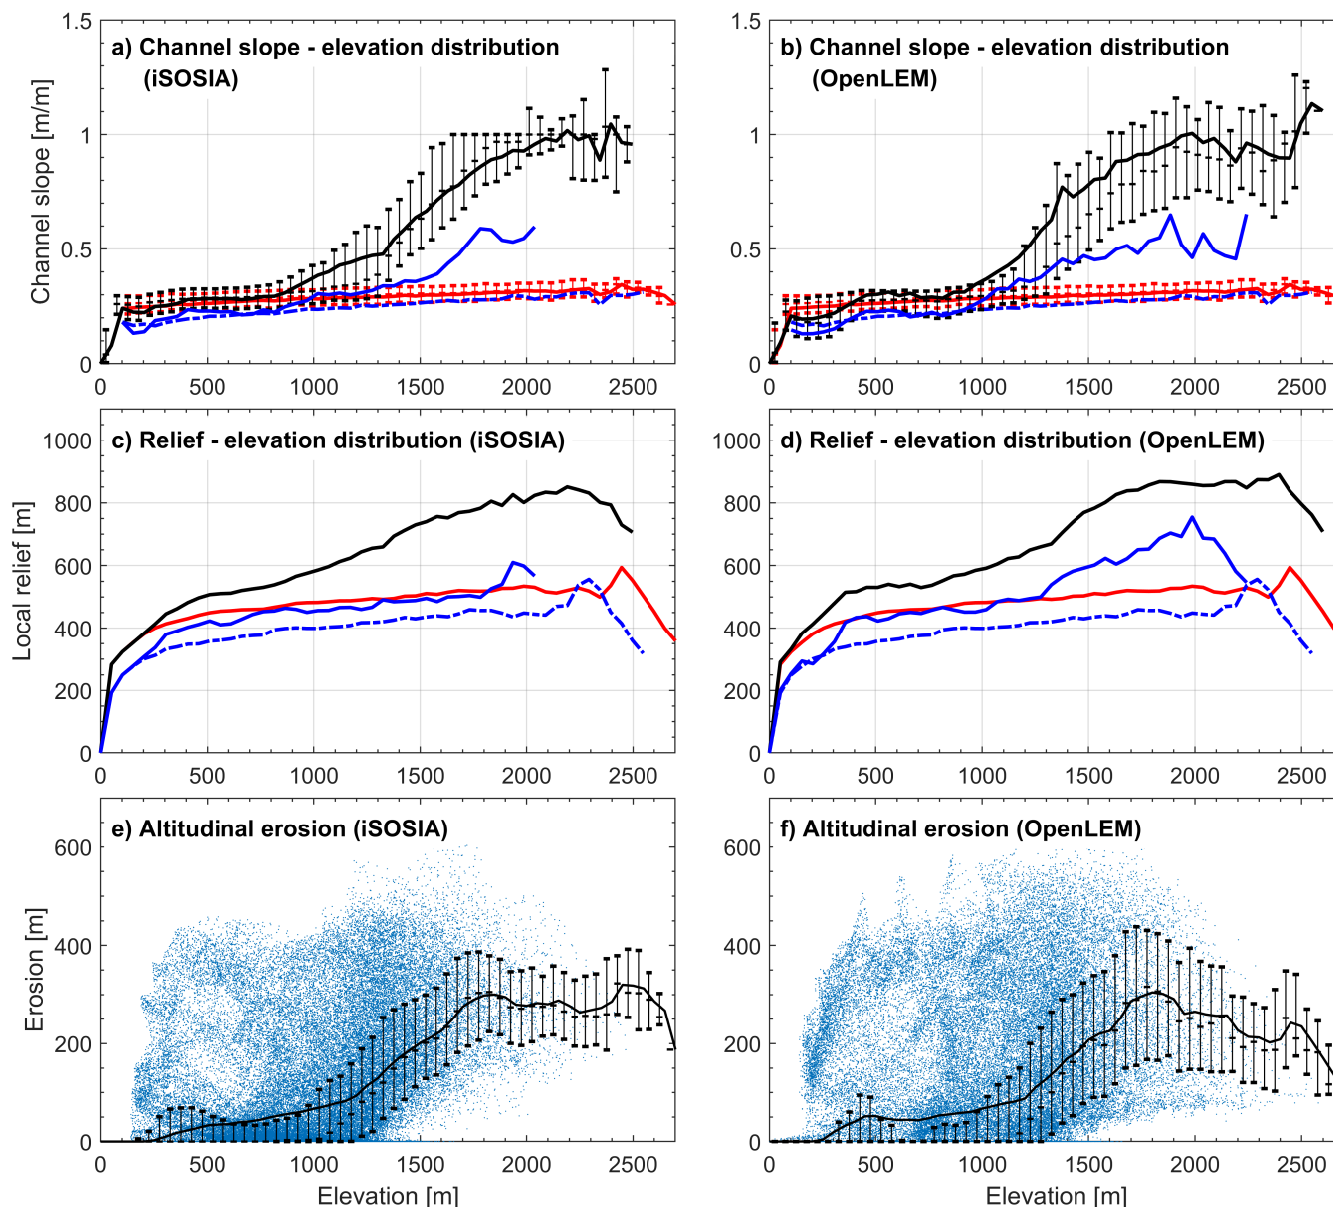 a) Channel slope - elevation distribution
(iSOSIA)
Channel slope [m/m]
1.5
1
0.5
0
0 500 1000 1500 2000 2500
b) Channel slope - elevation distribution
(OpenLEM)
1.5
1
0.5
0
0 500 1000 1500 2000 2500
c) Relief - elevation distribution (iSOSIA)
Local relief [m]
1000
800
600
400
200
0
0 500 1000 1500 2000 2500
d) Relief - elevation distribution (OpenLEM)
1000
800
600
400
200
0
0 500 1000 1500 2000 2500
e) Altitudinal erosion (iSOSIA)
Erosion [m]
600
400
200
0
0 500 1000 1500 2000 2500
Elevation [m]
f) Altitudinal erosion (OpenLEM)
600
400
200
0
0 500 1000 1500 2000 2500
Elevation [m]